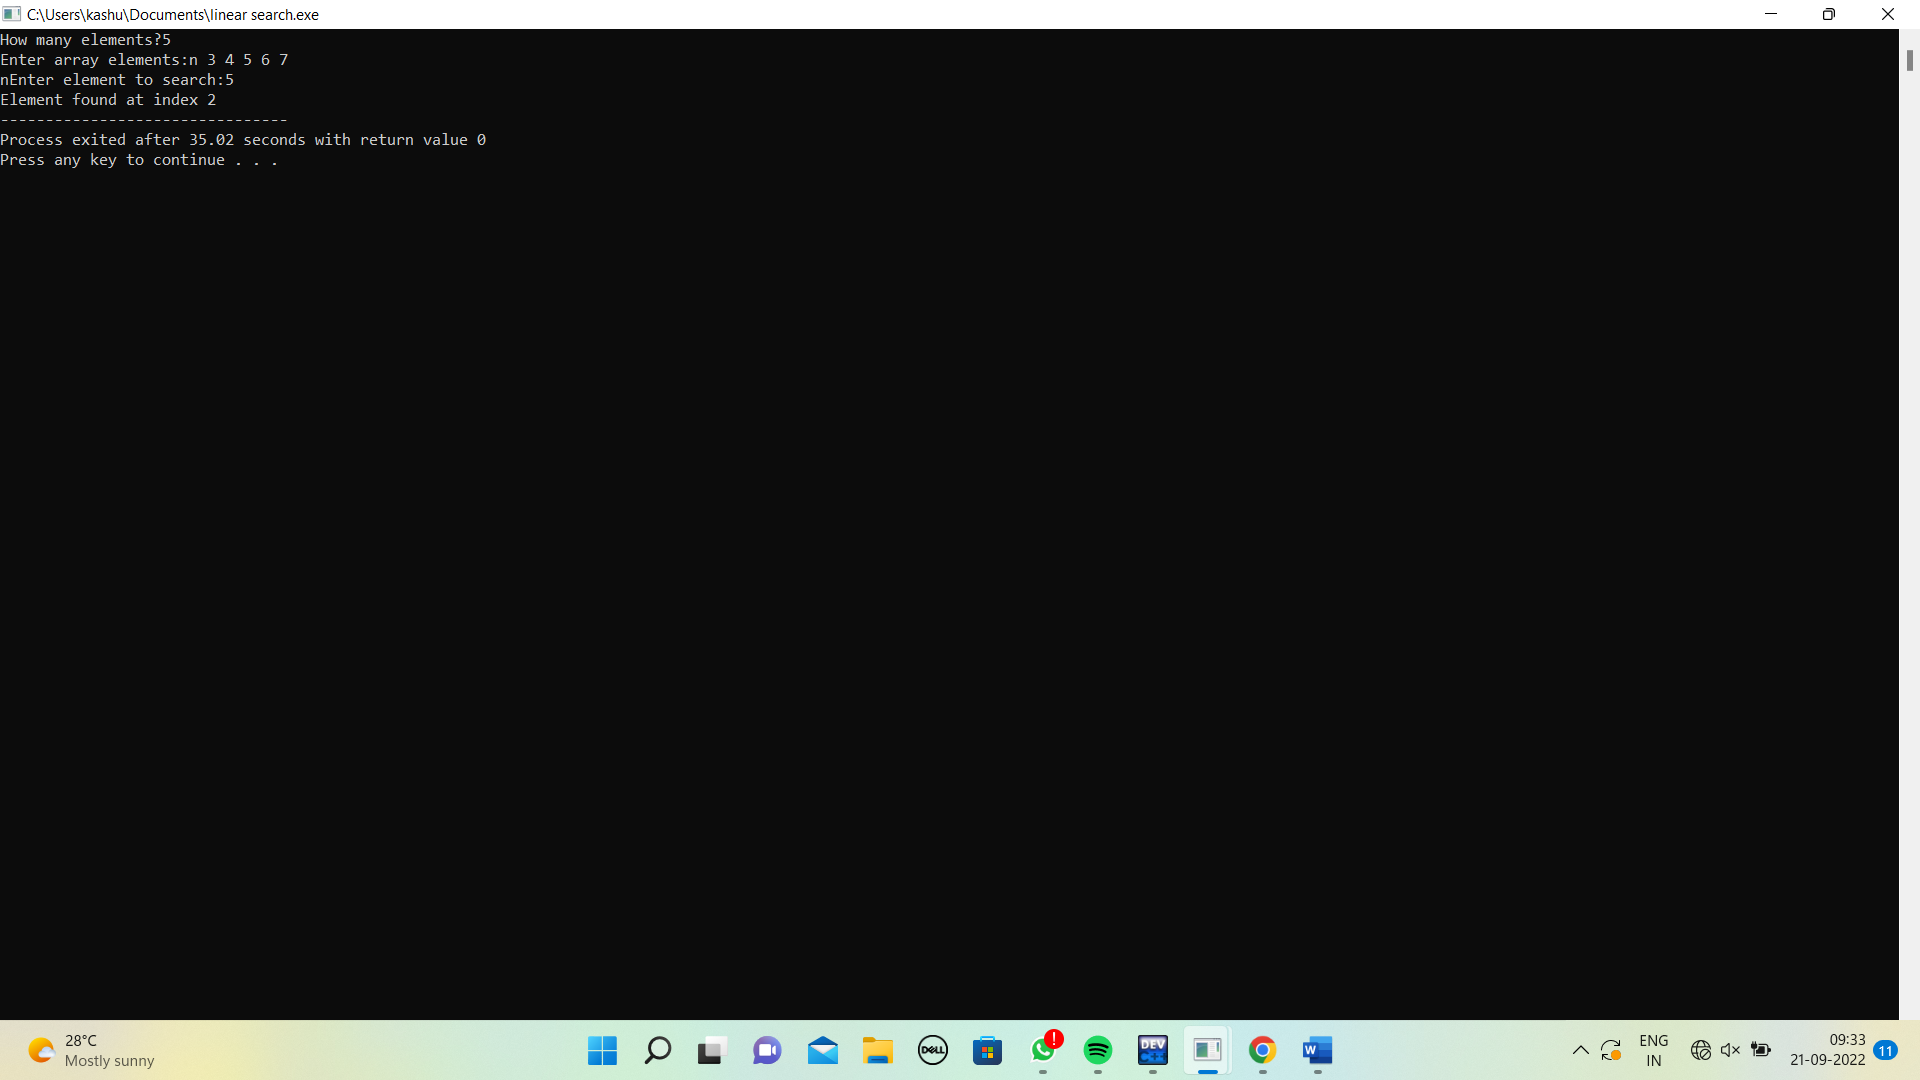 C:\Users\kashu\Documents\linear search.exe
How many elements?5
Enter array elements:n 3 4 5 6 7
nEnter element to search:5
Element found at index 2
--------------------------------
Process exited after 35.02 seconds with return value 0
Press any key to continue . . .
28°C
Mostly sunny
DELL
!
DEV
C++
W
ENG
IN
09:33
21-09-2022
11